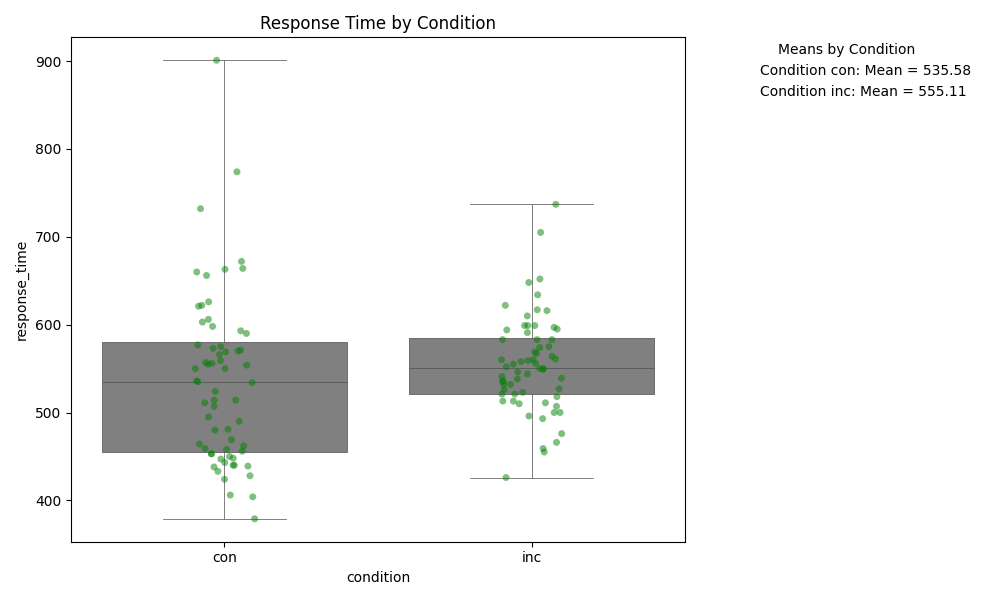 Response Time by Condition
Means by Condition
Condition con: Mean = 535.58
Condition inc: Mean = 555.11
response_time
900
800
700
600
500
400
con
inc
condition